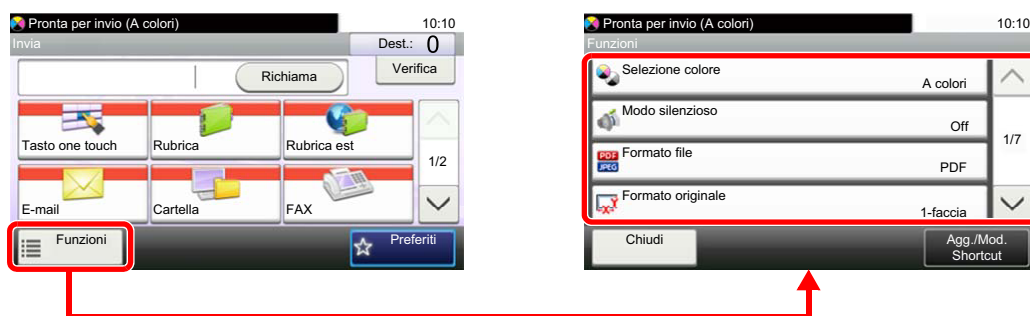 Pronta per invio (A colori) 10:10
Invia Dest.: 0
Richiama Verifica
Tasto one touch Rubrica Rubrica est
1/2
E-mail Cartella FAX
Funzioni Preferiti
Pronta per invio (A colori) 10:10
Funzioni
Selezione colore
A colori
Modo silenzioso
Off
1/7
PDF Formato file
JPEG PDF
Formato originale
1-faccia
Chiudi Agg./Mod.
Shortcut